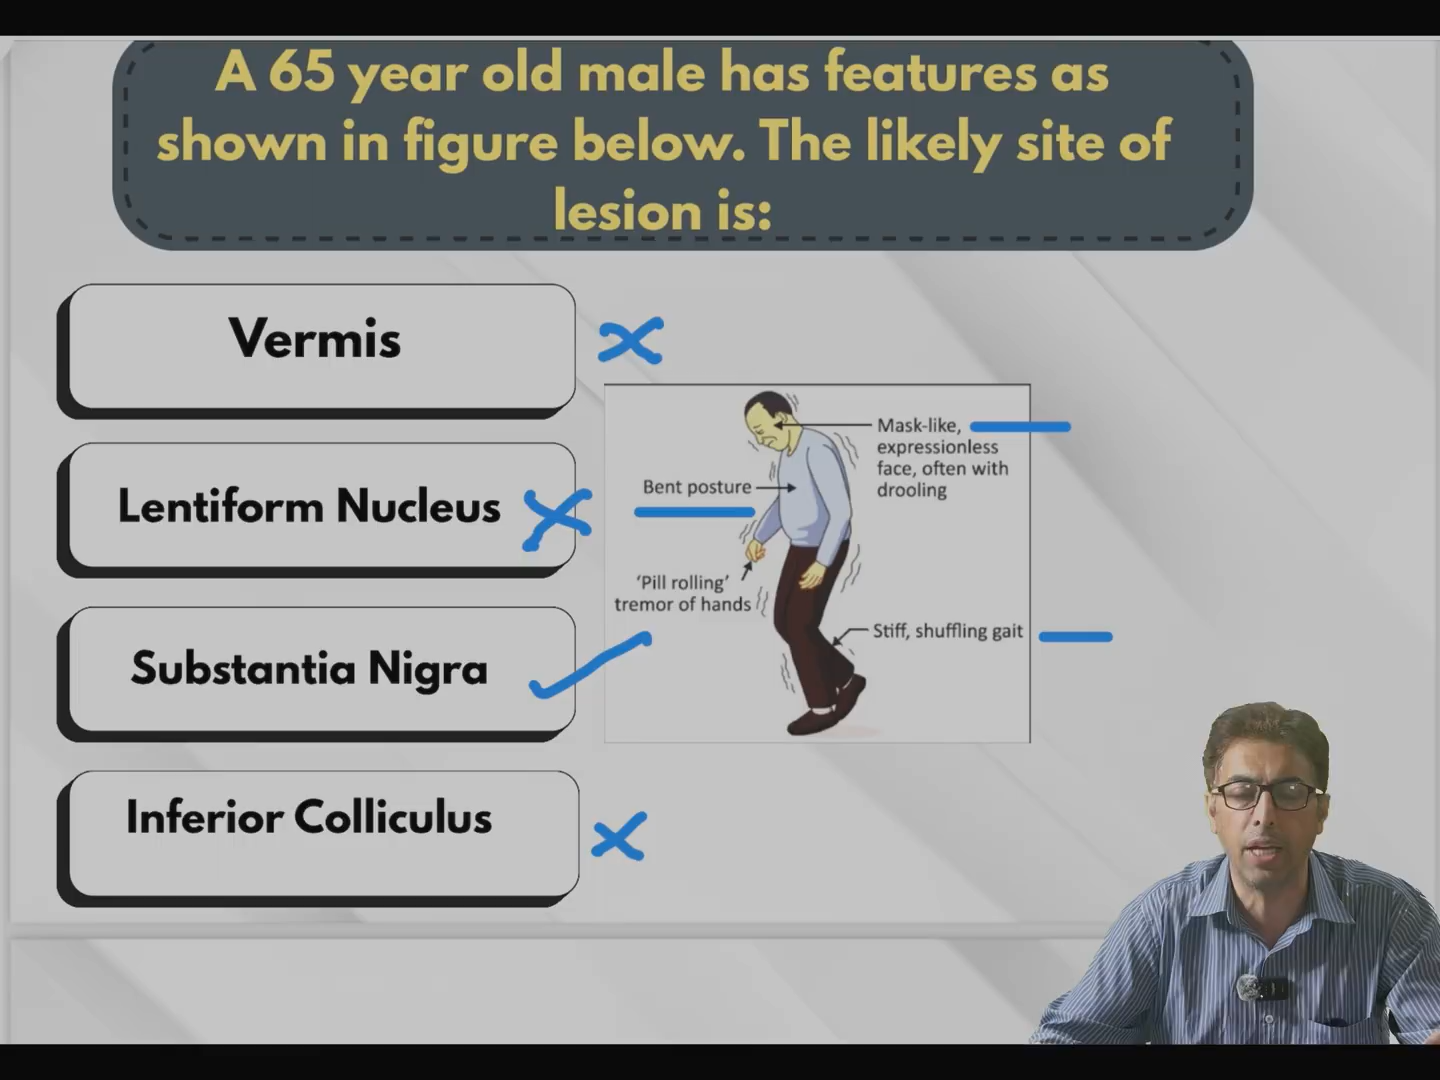 A 65 year old male has features as
shown in figure below. The likely site of
lesion is:
Vermis
Lentiform Nucleus
Substantia Nigra
Inferior Colliculus
Mask-like,
expressionless
face, often with
drooling
Bent posture
'Pill rolling'
tremor of hands
Stiff, shuffling gait